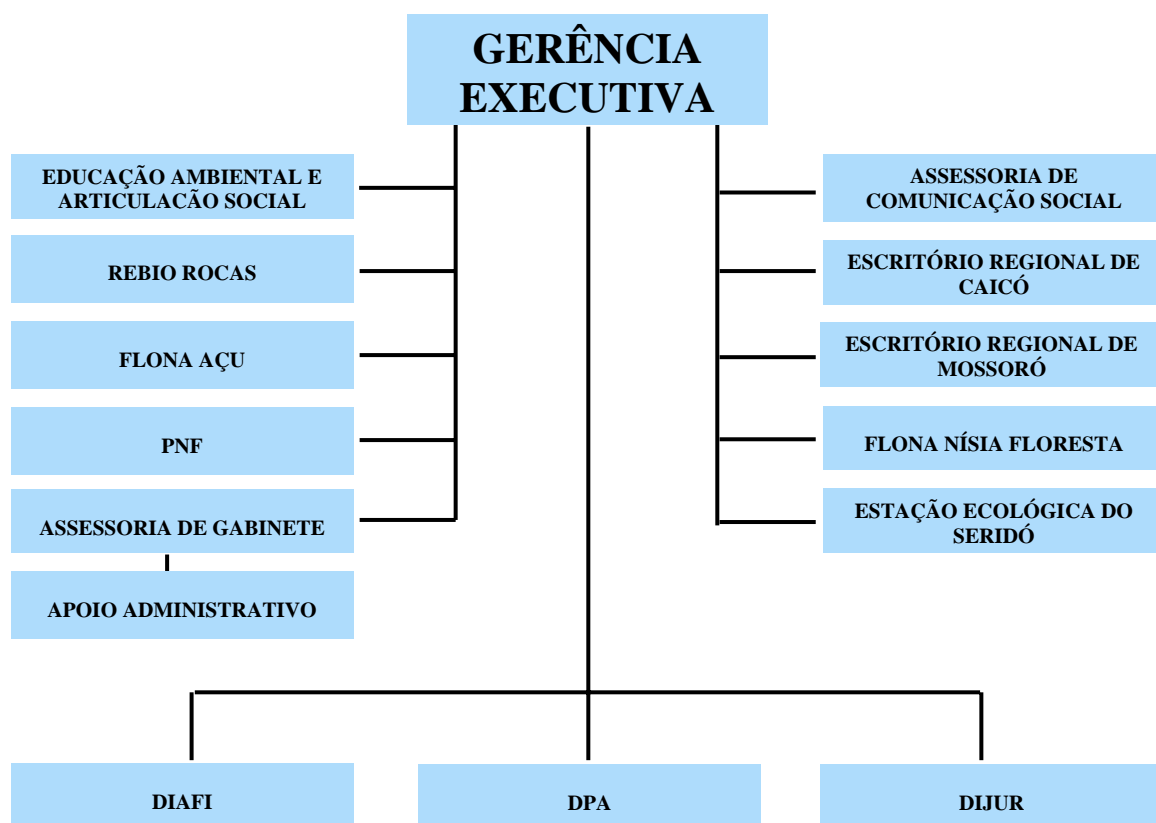 GERÊNCIA
EXECUTIVA
EDUCAÇÃO AMBIENTAL E
ARTICULACÃO SOCIAL
REBIO ROCAS
FLONA AÇU
PNF
ASSESSORIA DE GABINETE
APOIO ADMINISTRATIVO
ASSESSORIA DE
COMUNICAÇÃO SOCIAL
ESCRITÓRIO REGIONAL DE
CAICÓ
ESCRITÓRIO REGIONAL DE
MOSSORÓ
FLONA NÍSIA FLORESTA
ESTAÇÃO ECOLÓGICA DO
SERIDÓ
DIAFI
DPA
DIJUR